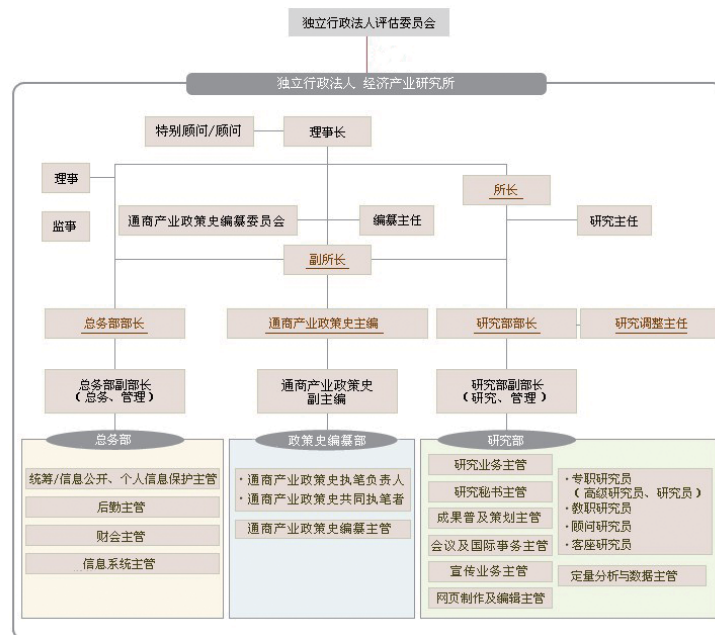 独立行政法人评估委员会
独立行政法人 经济产业研究所
特别顾问/顾问
理事长
理事
所长
监事
通商产业政策史编纂委员会
编纂主任
研究主任
副所长
总务部部长
通商产业政策史主编
研究部部长
研究调整主任
总务部副部长
（总务、管理）
通商产业政策史
副主编
研究部副部长
（研究、管理）
总务部
政策史编纂部
研究部
统筹/信息公开、个人信息保护主管
后勤主管
财会主管
信息系统主管
・通商产业政策史执笔负责人
・通商产业政策史共同执笔者
通商产业政策史编纂主管
研究业务主管
研究秘书主管
成果普及策划主管
会议及国际事务主管
宣传业务主管
网页制作及编辑主管
・专职研究员
（高级研究员、研究员）
・教职研究员
・顾问研究员
・客座研究员
定量分析与数据主管